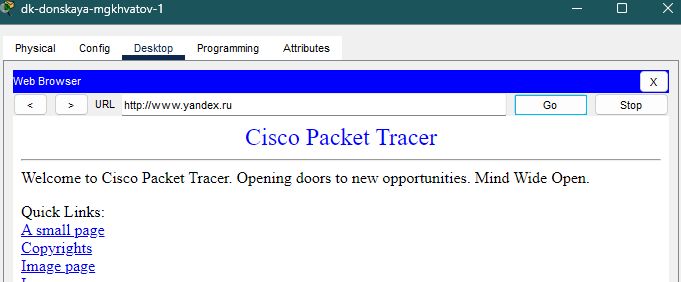 dk-donskaya-mgkhvatov-1
Physical Config Desktop Programming Attributes
Web Browser X
< > URL http://www.yandex.ru Go Stop
Cisco Packet Tracer
Welcome to Cisco Packet Tracer. Opening doors to new opportunities. Mind Wide Open.
Quick Links:
A small page
Copyrights
Image page